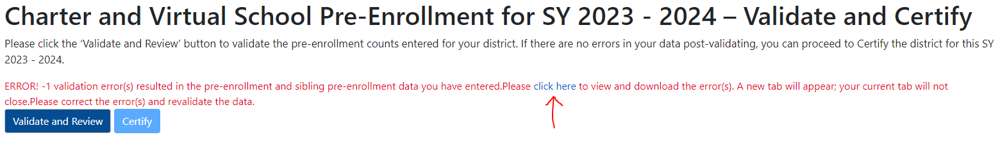 Charter and Virtual School Pre-Enrollment for SY 2023 - 2024 – Validate and Certify
Please click the ‘Validate and Review’ button to validate the pre-enrollment counts entered for your district. If there are no errors in your data post-validating, you can proceed to Certify the district for this SY
2023 - 2024.
ERROR! -1 validation error(s) resulted in the pre-enrollment and sibling pre-enrollment data you have entered.Please click here to view and download the error(s). A new tab will appear; your current tab will not
close.Please correct the error(s) and revalidate the data.
Validate and Review Certify